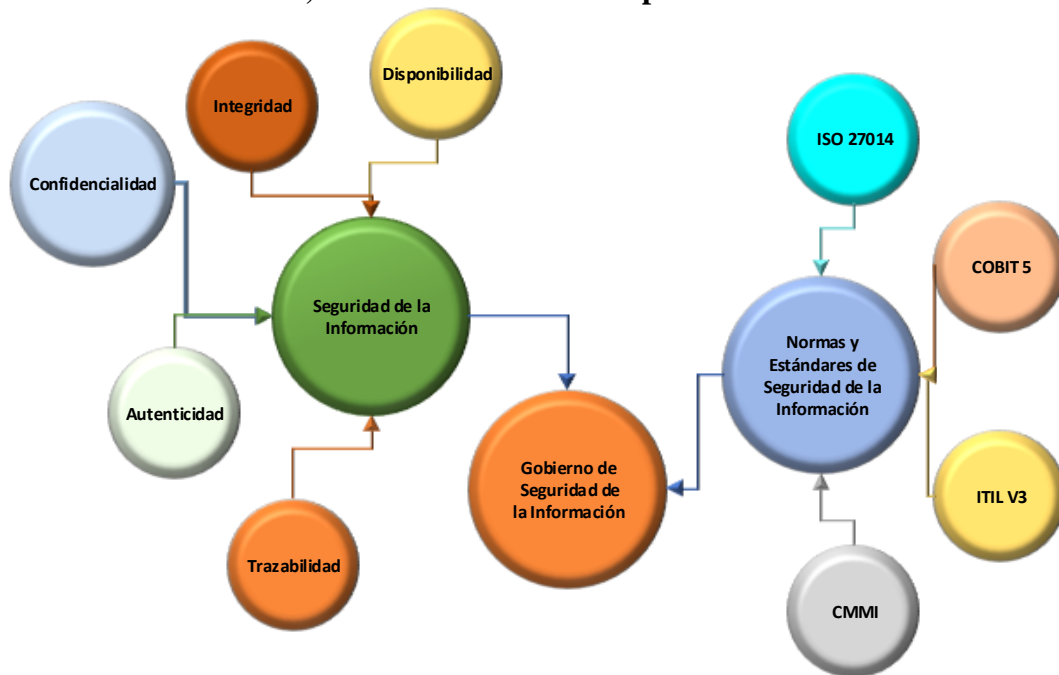 Disponibilidad
Integridad
ISO 27014
Confidencialidad
COBIT 5
Seguridad de la
Información
Normas y
Estándares de
Seguridad de la
Información
Autenticidad
Gobierno de
Seguridad de
la Información
ITIL V3
Trazabilidad
CMMI